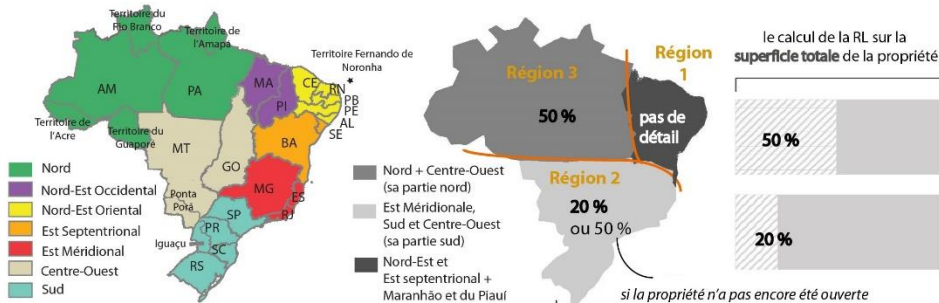 Territoire du
Rio Branco
Territoire de
l'Amapa
Territoire Fernando de
Noronha
AM
PA
MA
PI
CE
RN
PB
PE
AL
SE
Territoire de
l'Acre
Territoire du
Guaporé
MT
GO
BA
MG
ES
RJ
Ponta
Porã
SP
PR
Iguaçu
SC
RS
Nord
Nord-Est Occidental
Nord-Est Oriental
Est Septentrional
Est Méridional
Centre-Ouest
Sud
Région 3
50 %
Région
1
pas de
détail
Région 2
20 %
ou 50 %
Nord + Centre-Ouest
(sa partie nord)
Est Méridionale,
Sud et Centre-Ouest
(sa partie sud)
Nord-Est et
Est septentrional +
Maranhão et du Piauí
si la propriété n'a pas encore été ouverte
le calcul de la RL sur la
superficie totale de la propriété
50 %
20 %